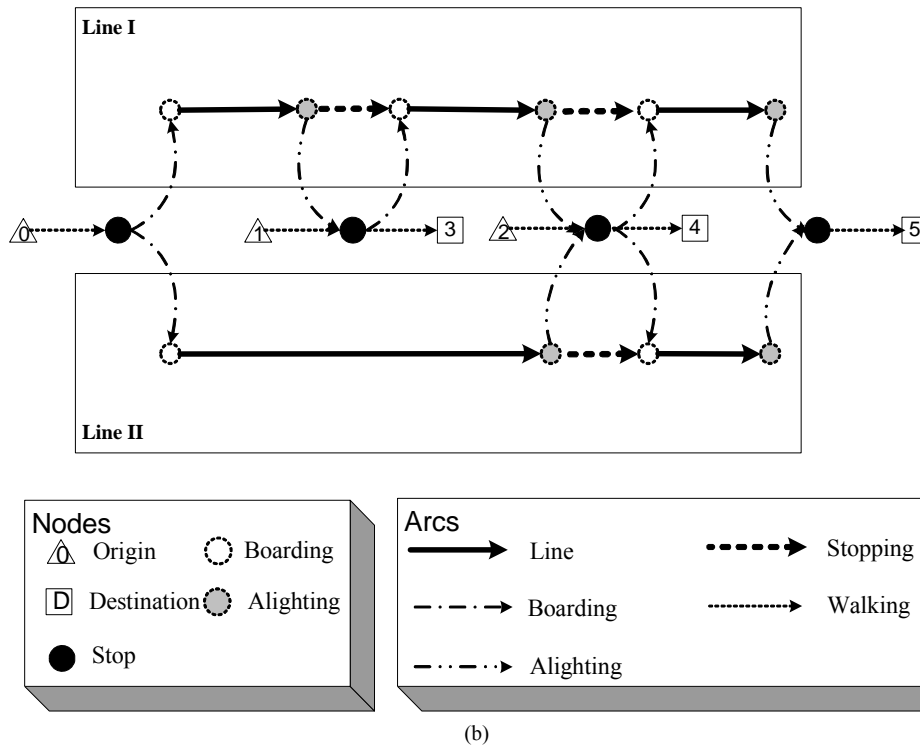 Line I
0
1
3
2
4
5
Line II
Nodes
0 Origin
Boarding
D Destination
Alighting
Stop
Arcs
Line
Stopping
Boarding
Walking
Alighting
(b)